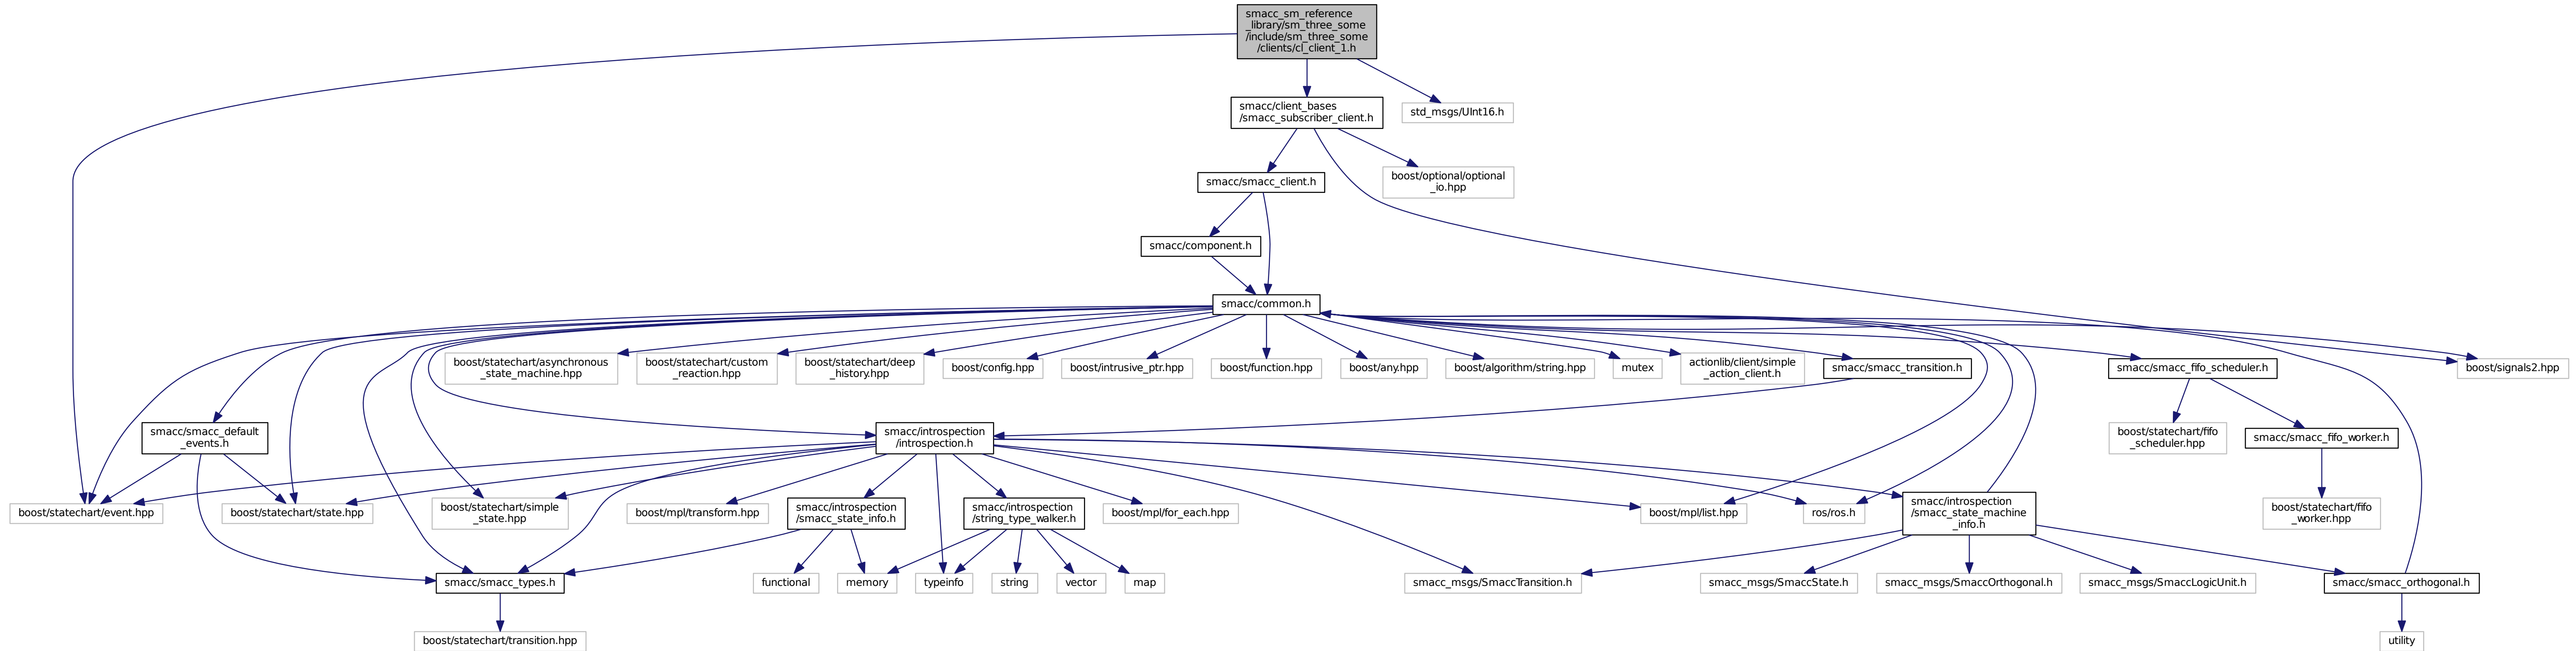 smacc_sm_reference
_library/sm_three_some
/include/sm_three_some
/clients/cl_client_1.h
smacc/client_bases
/smacc_subscriber_client.h
std_msgs/UInt16.h
smacc/smacc_client.h
boost/optional/optional
_io.hpp
smacc/component.h
smacc/common.h
boost/statechart/asynchronous
_state_machine.hpp
boost/statechart/custom
_reaction.hpp
boost/statechart/deep
_history.hpp
boost/config.hpp
boost/intrusive_ptr.hpp
boost/function.hpp
boost/any.hpp
boost/algorithm/string.hpp
mutex
actionlib/client/simple
_action_client.h
smacc/smacc_transition.h
smacc/smacc_fifo_scheduler.h
boost/signals2.hpp
smacc/smacc_default
_events.h
smacc/introspection
/introspection.h
boost/statechart/fifo
_scheduler.hpp
smacc/smacc_fifo_worker.h
boost/statechart/event.hpp
boost/statechart/state.hpp
boost/statechart/simple
_state.hpp
boost/mpl/transform.hpp
smacc/introspection
/smacc_state_info.h
smacc/introspection
/string_type_walker.h
boost/mpl/for_each.hpp
boost/mpl/list.hpp
ros/ros.h
smacc/introspection
/smacc_state_machine
_info.h
boost/statechart/fifo
_worker.hpp
smacc/smacc_types.h
functional
memory
typeinfo
string
vector
map
smacc_msgs/SmaccTransition.h
smacc_msgs/SmaccState.h
smacc_msgs/SmaccOrthogonal.h
smacc_msgs/SmaccLogicUnit.h
smacc/smacc_orthogonal.h
boost/statechart/transition.hpp
utility